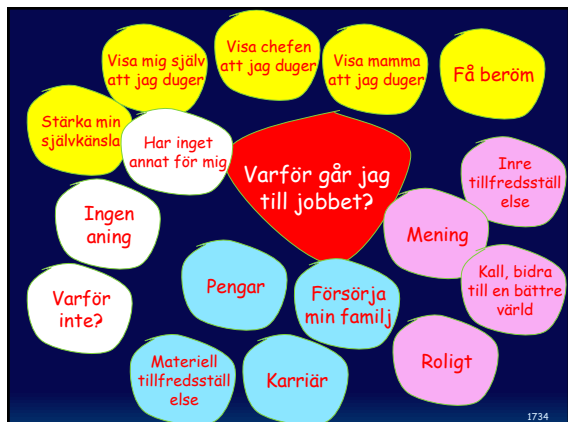 Visa mig själv
att jag duger
Visa chefen
att jag duger
Visa mamma
att jag duger
Få beröm
Stärka min
självkänsla
Har inget
annat för mig
Varför går jag
till jobbet?
Inre
tillfredsställ
else
Ingen
aning
Mening
Kall, bidra
till en bättre
värld
Varför
inte?
Pengar
Försörja
min familj
Roligt
Materiell
tillfredsställ
else
Karriär
1734